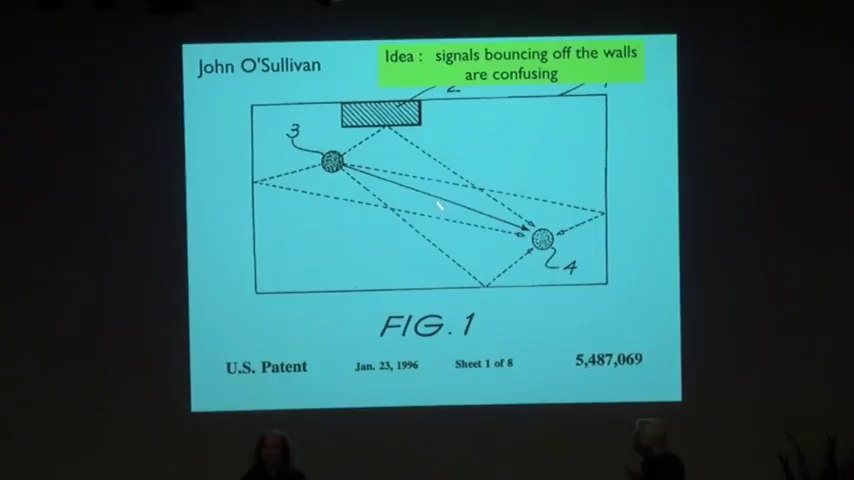 John O'Sullivan
Idea : signals bouncing off the walls
are confusing
2
1
3
4
FIG. 1
U.S. Patent Jan. 23, 1996 Sheet 1 of 8 5,487,069